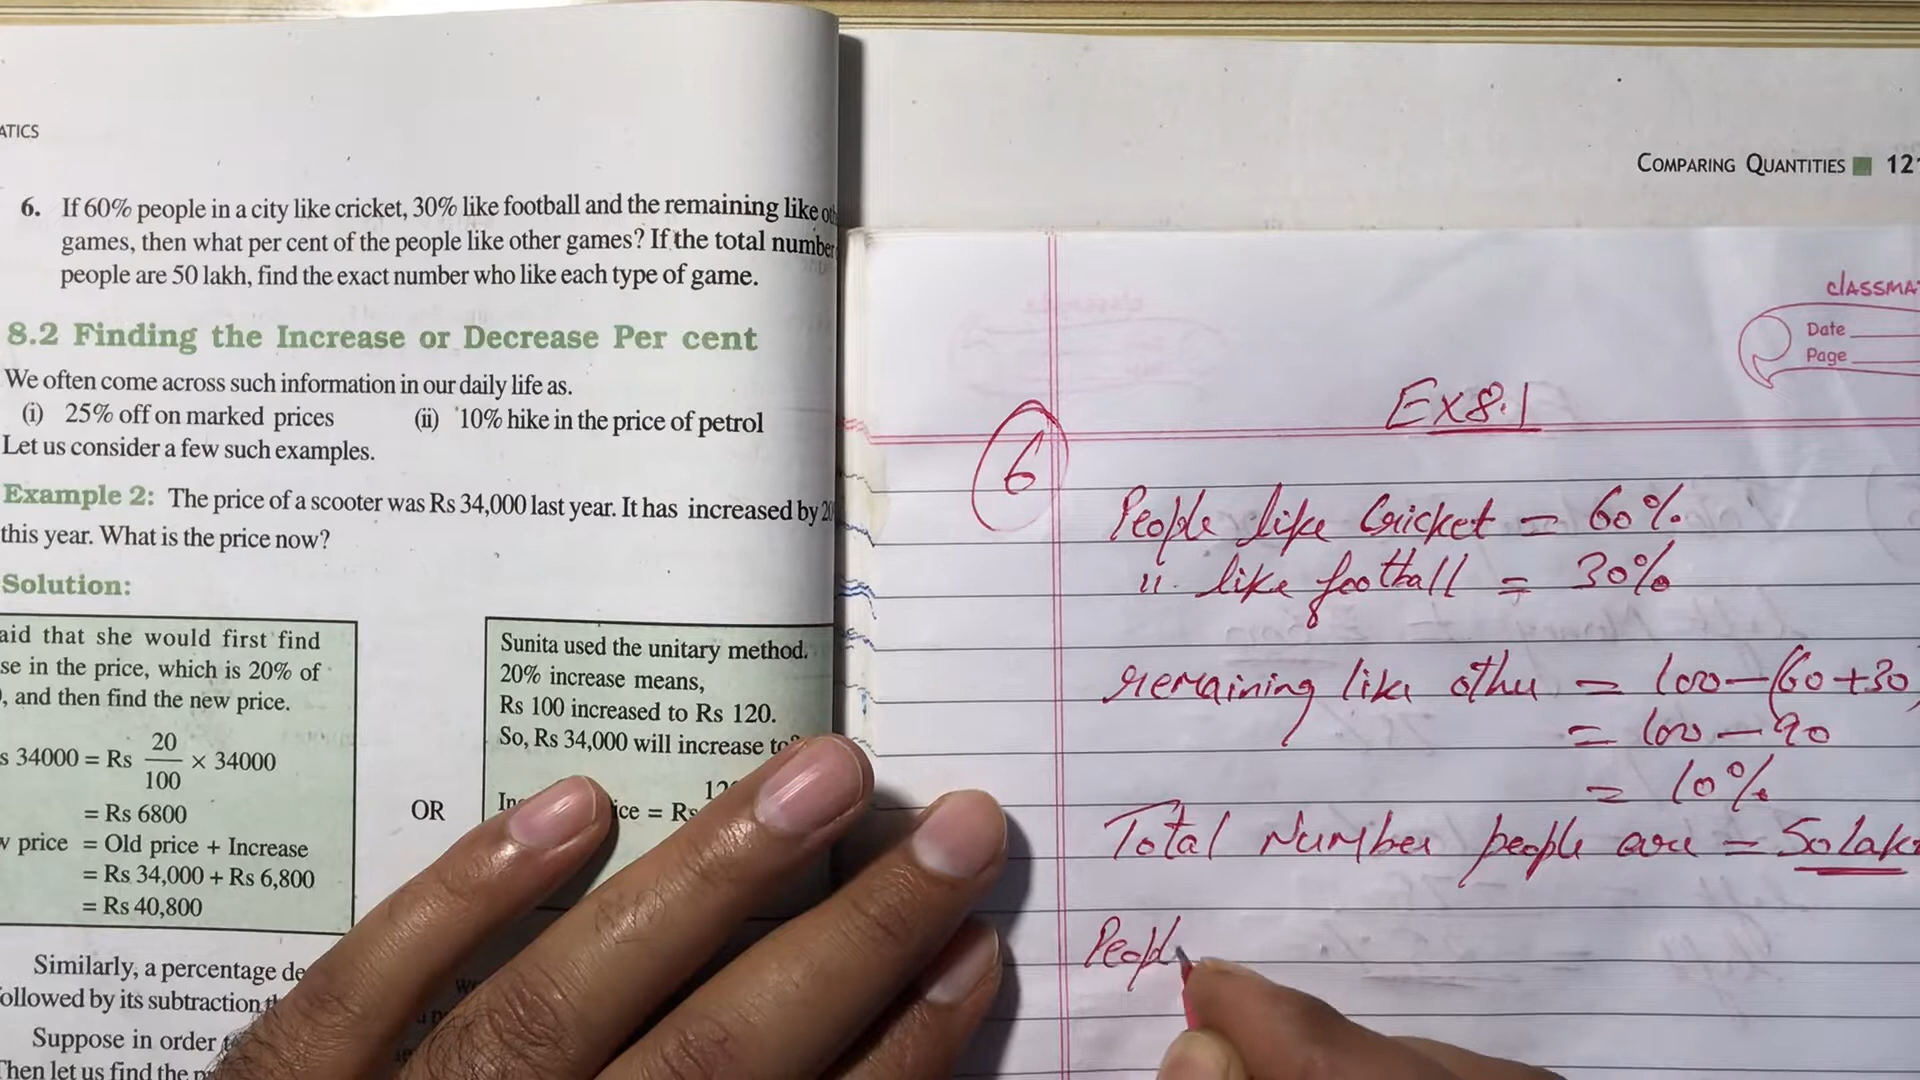 ATICS
6. If 60% people in a city like cricket, 30% like football and the remaining like
games, then what per cent of the people like other games? If the total number
people are 50 lakh, find the exact number who like each type of game.
8.2 Finding the Increase or Decrease Per cent
We often come across such information in our daily life as.
(i) 25% off on marked prices (ii) 10% hike in the price of petrol
Let us consider a few such examples.
Example 2: The price of a scooter was Rs 34,000 last year. It has increased by
this year. What is the price now?
Solution:
aid that she would first find
se in the price, which is 20% of
, and then find the new price.
s 34000 = Rs 20/100 × 34000
= Rs 6800
w price = Old price + Increase
= Rs 34,000 + Rs 6,800
= Rs 40,800
OR
Sunita used the unitary method.
20% increase means,
Rs 100 increased to Rs 120.
So, Rs 34,000 will increase to
ice = Rs
Similarly, a percentage de
ollowed by its subtraction
Suppose in order
Then let us find the
COMPARING QUANTITIES 12
CLASSMA
Date
Page
Ex 8.1
6
People like Cricket = 60%
11. like football = 30%
remaining like othe = 100 - (60 + 30)
= 100 - 90
= 10%
Total Number people are = 50 lak
Peopl